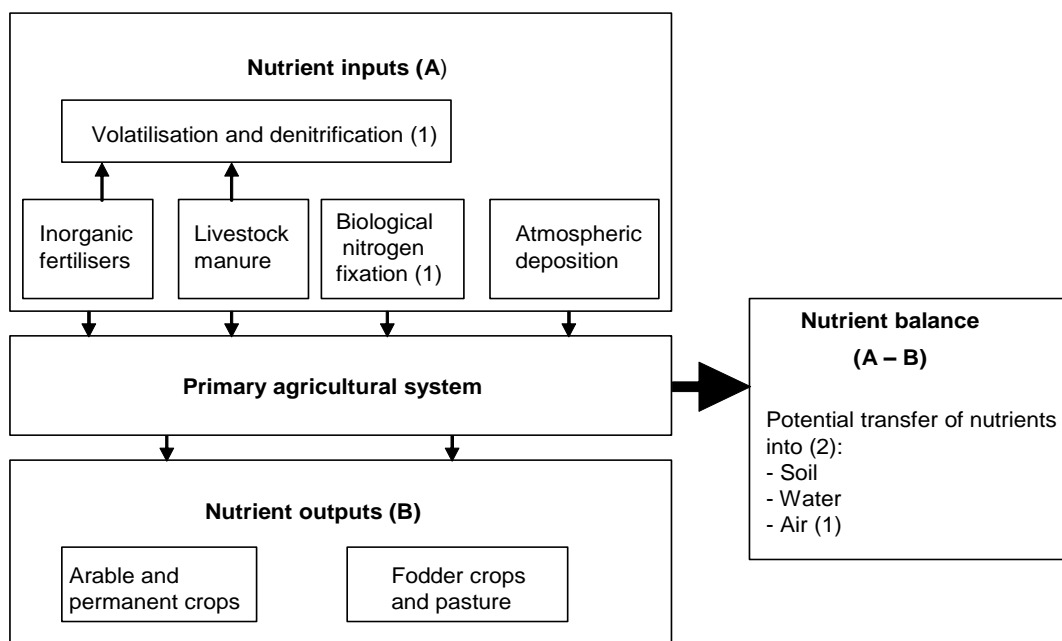 Nutrient inputs (A)
Volatilisation and denitrification (1)
Inorganic
fertilisers
Livestock
manure
Biological
nitrogen
fixation (1)
Atmospheric
deposition
Primary agricultural system
Nutrient outputs (B)
Arable and
permanent crops
Fodder crops
and pasture
Nutrient balance
(A – B)
Potential transfer of nutrients
into (2):
- Soil
- Water
- Air (1)